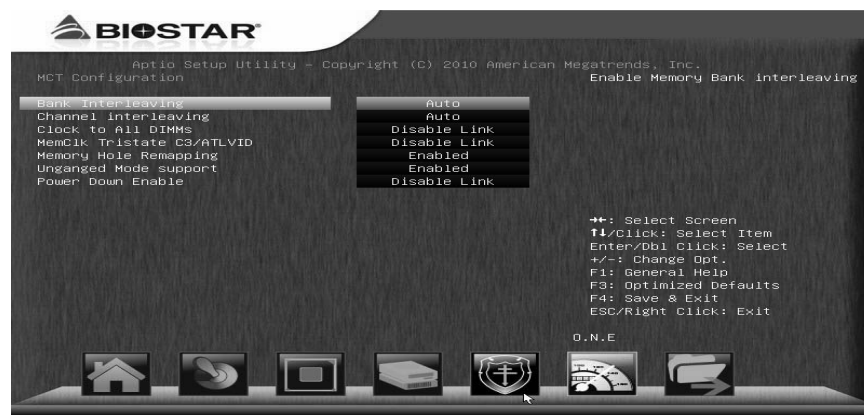 BIOSTAR®
Aptio Setup Utility – Copyright (C) 2010 American Megatrends, Inc.
MCT Configuration
Enable Memory Bank interleaving
Bank Interleaving Auto
Channel interleaving Auto
Clock to All DIMMs Disable Link
MemClk Tristate C3/ATLVID Disable Link
Memory Hole Remapping Enabled
Unganged Mode support Enabled
Power Down Enable Disable Link
→←: Select Screen
↑↓/Click: Select Item
Enter/Dbl Click: Select
+/-: Change Opt.
F1: General Help
F3: Optimized Defaults
F4: Save & Exit
ESC/Right Click: Exit
O.N.E